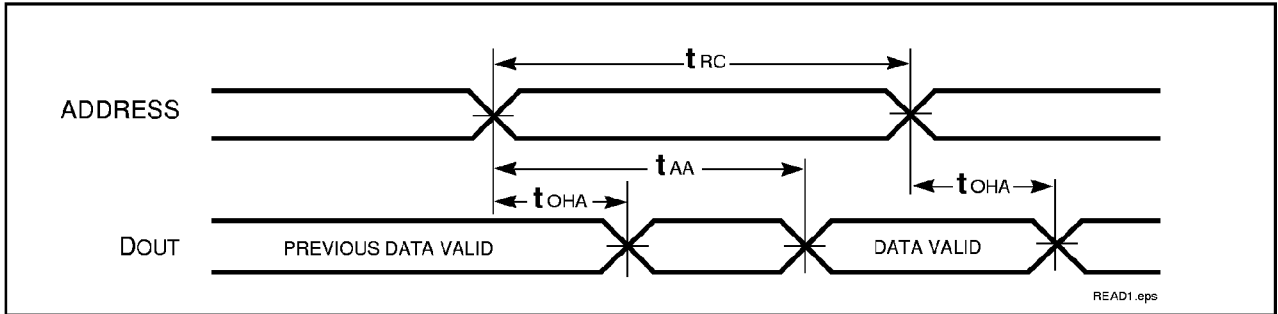 tRC
ADDRESS
tAA
tOHA
tOHA
DOUT
PREVIOUS DATA VALID
DATA VALID
READ1.eps